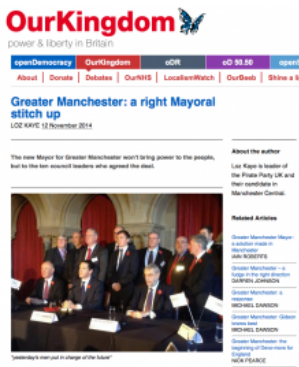 OurKingdom
power & liberty in Britain
openDemocracy OurKingdom oDR oD 50.50 open
About Donate Debates OurNHS LocalismWatch OurBeeb Shine a
Greater Manchester: a right Mayoral
stitch up
LOZ KAYE 12 November 2014
The new Mayor for Greater Manchester won't bring power to the people,
but to the ten council leaders who agreed the deal.
"yesterday's men put in charge of the future"
About the author
Loz Kaye is leader of
the Pirate Party UK and
their candidate in
Manchester Central.
Related Articles
Greater Manchester Mayor:
a solution made in
Manchester
IAIN ROBERTS
Greater Manchester - a
fudge in the right direction
DARREN JOHNSON
Greater Manchester: a
response
MICHAEL DAWSON
Greater Manchester: Gideon
knows best
MICHAEL DAWSON
Greater Manchester: the
beginning of Devo-more for
England
NICK PEARCE